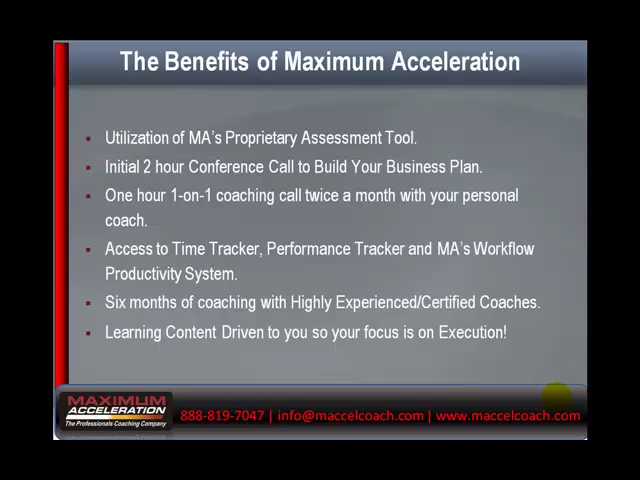 The Benefits of Maximum Acceleration
▪ Utilization of MA's Proprietary Assessment Tool.
▪ Initial 2 hour Conference Call to Build Your Business Plan.
▪ One hour 1-on-1 coaching call twice a month with your personal
coach.
▪ Access to Time Tracker, Performance Tracker and MA's Workflow
Productivity System.
▪ Six months of coaching with Highly Experienced/Certified Coaches.
▪ Learning Content Driven to you so your focus is on Execution!
MAXIMUM
ACCELERATION
The Professionals Coaching Company
888-819-7047 | info@maccelcoach.com | www.maccelcoach.com